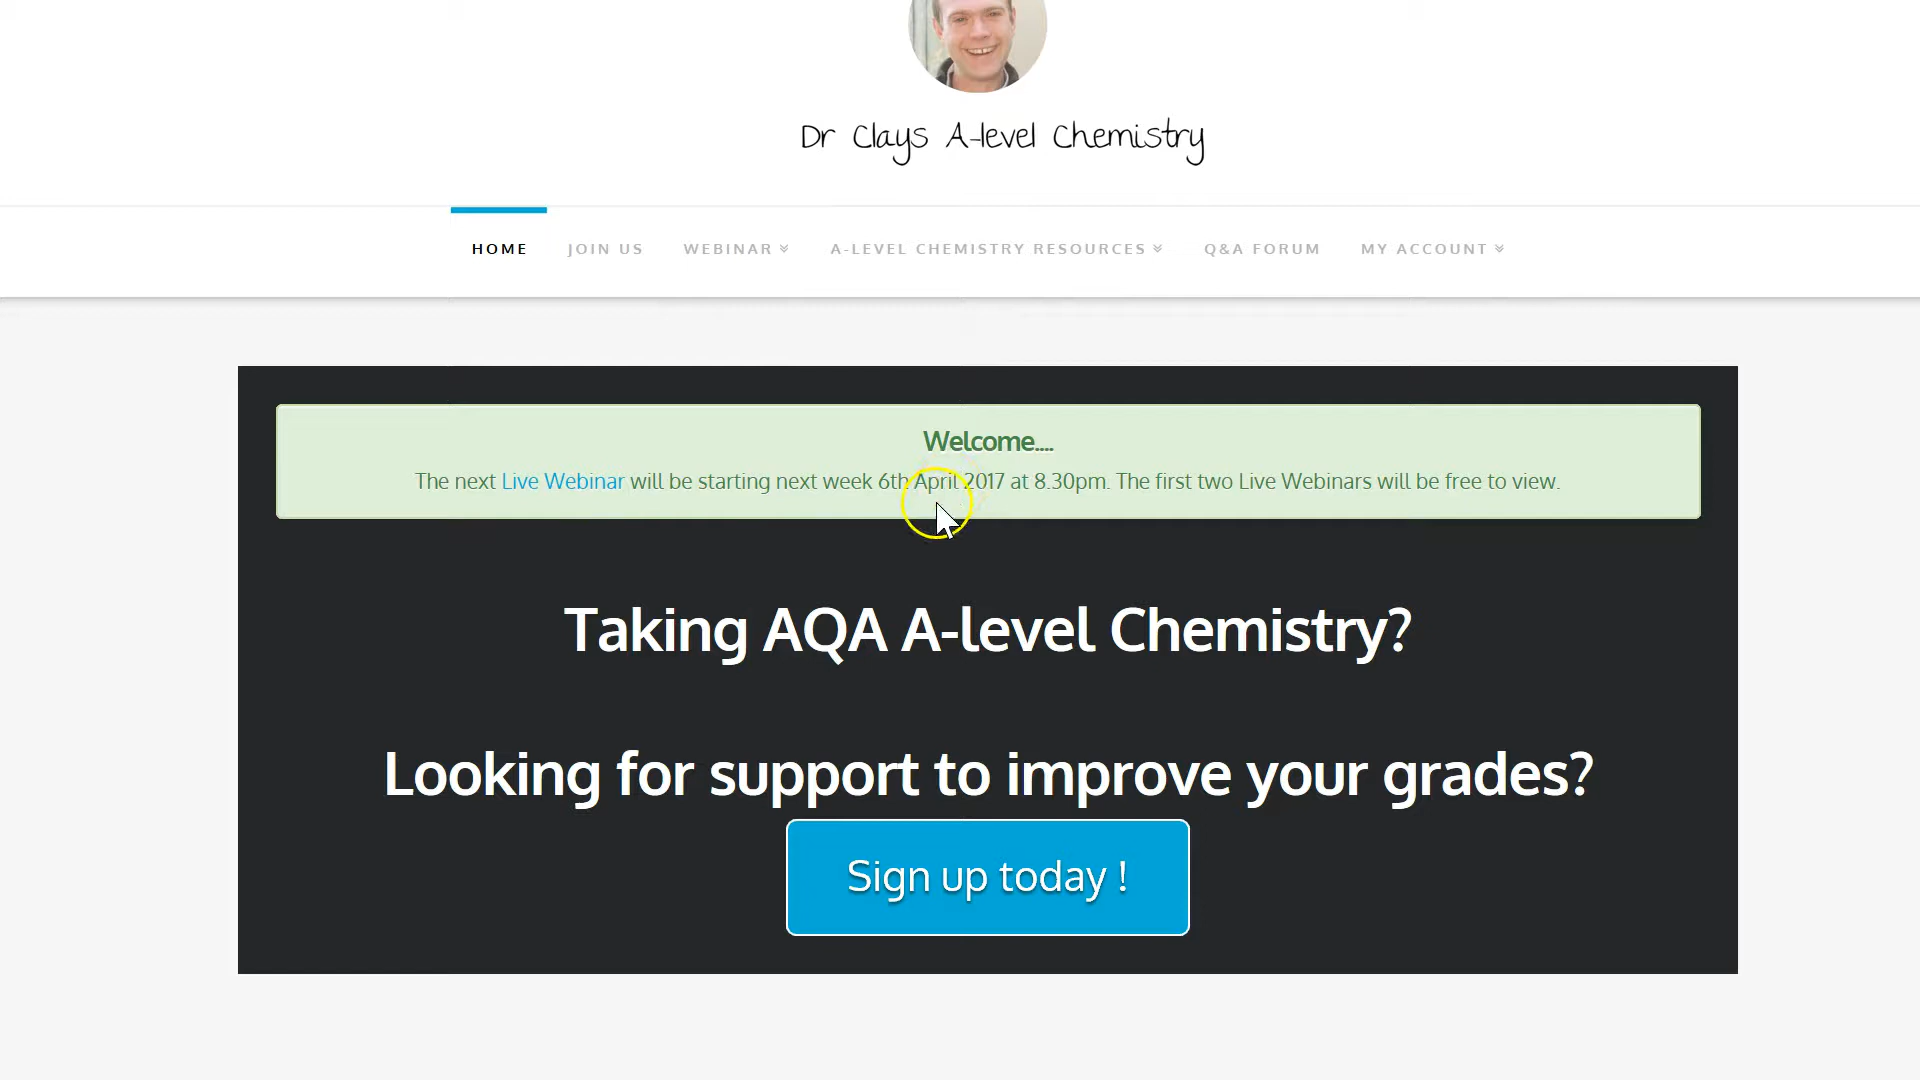 Dr Clays A-level Chemistry
HOME JOIN US WEBINAR A-LEVEL CHEMISTRY RESOURCES Q&A FORUM MY ACCOUNT
Welcome....
The next Live Webinar will be starting next week 6th April 2017 at 8.30pm. The first two Live Webinars will be free to view.
Taking AQA A-level Chemistry?
Looking for support to improve your grades?
Sign up today !